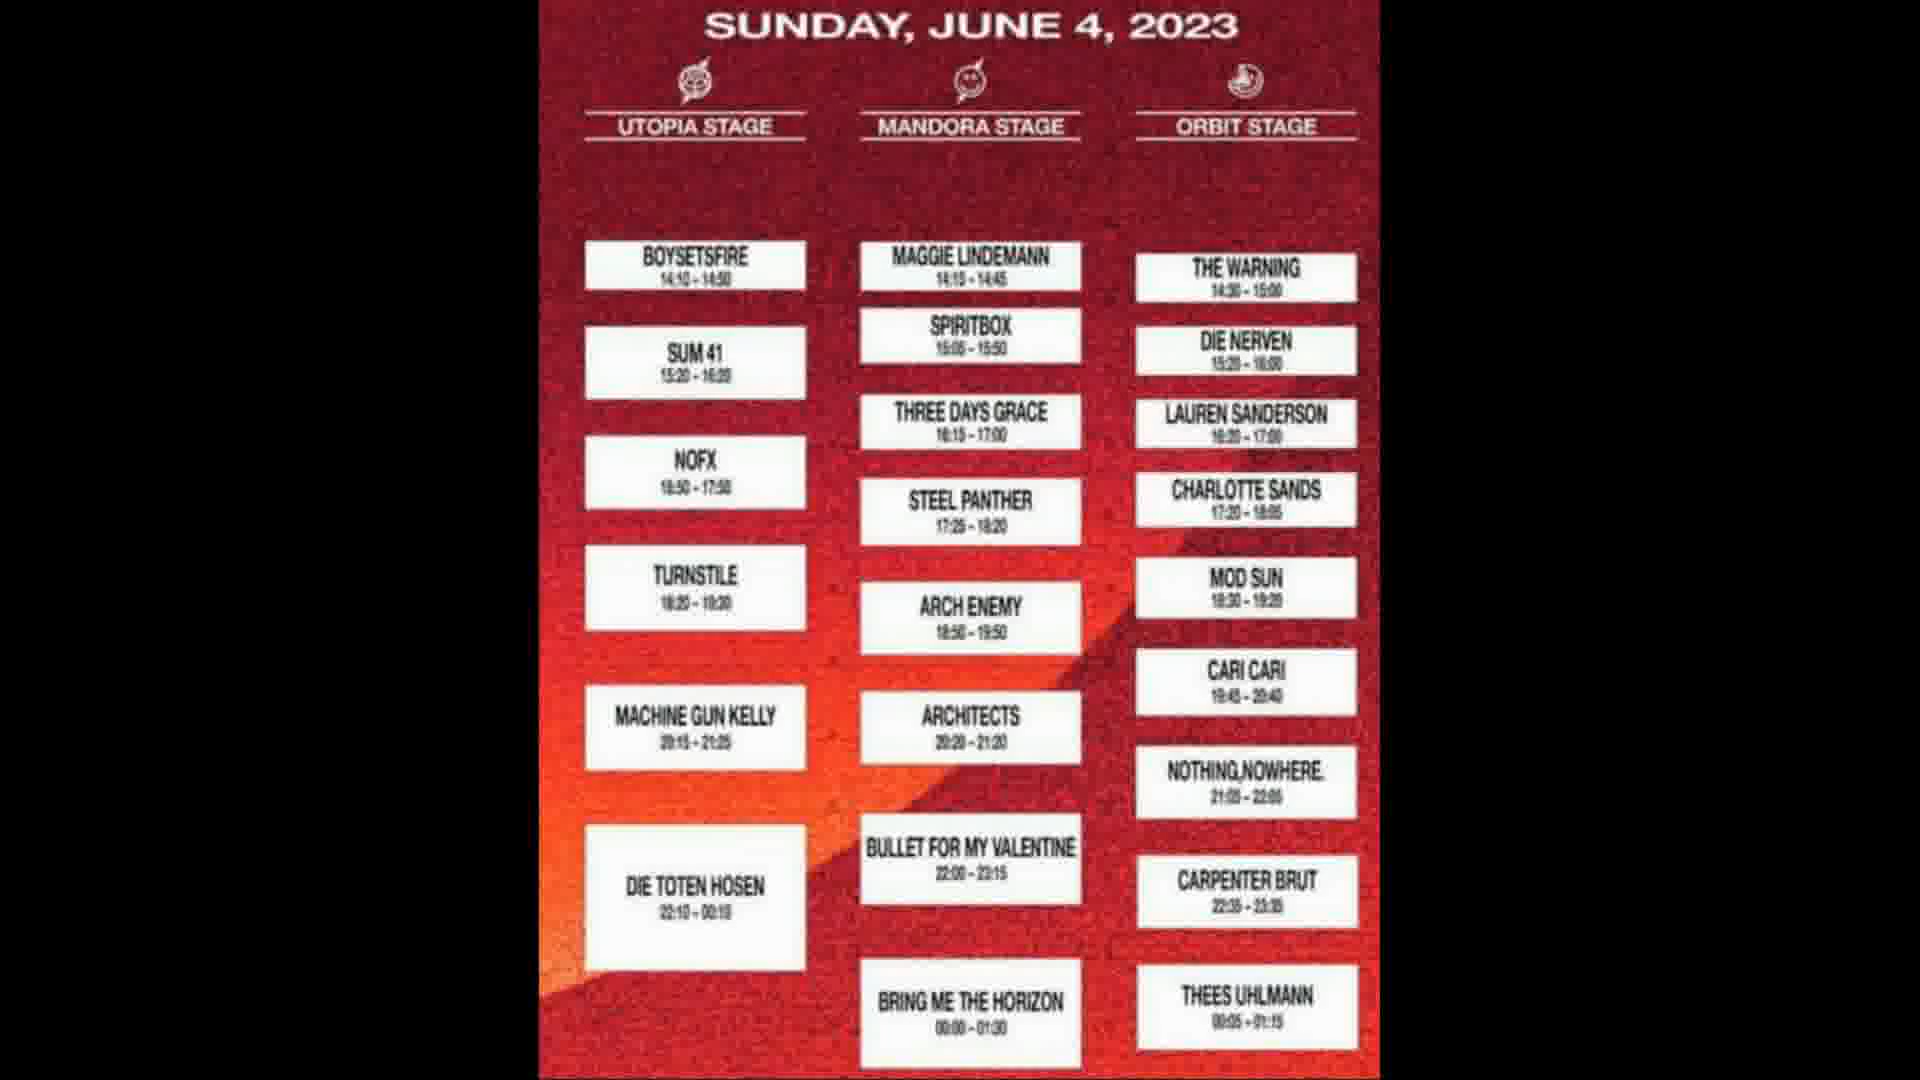 SUNDAY, JUNE 4, 2023
UTOPIA STAGE
BOYSETSFIRE
14:10 - 14:50
SUM 41
15:20 - 16:20
NOFX
16:50 - 17:50
TURNSTILE
18:20 - 19:30
MACHINE GUN KELLY
20:15 - 21:25
DIE TOTEN HOSEN
22:10 - 00:10
MANDORA STAGE
MAGGIE LINDEMANN
14:15 - 14:45
SPIRITBOX
15:05 - 15:50
THREE DAYS GRACE
16:15 - 17:00
STEEL PANTHER
17:25 - 18:20
ARCH ENEMY
18:50 - 19:50
ARCHITECTS
20:20 - 21:20
BULLET FOR MY VALENTINE
22:00 - 23:15
BRING ME THE HORIZON
00:00 - 01:30
ORBIT STAGE
THE WARNING
14:30 - 15:00
DIE NERVEN
15:20 - 16:00
LAUREN SANDERSON
16:20 - 17:00
CHARLOTTE SANDS
17:20 - 18:05
MOD SUN
18:30 - 19:20
CARI CARI
19:45 - 20:40
NOTHING,NOWHERE.
21:05 - 22:05
CARPENTER BRUT
22:35 - 23:35
THEES UHLMANN
00:05 - 01:15